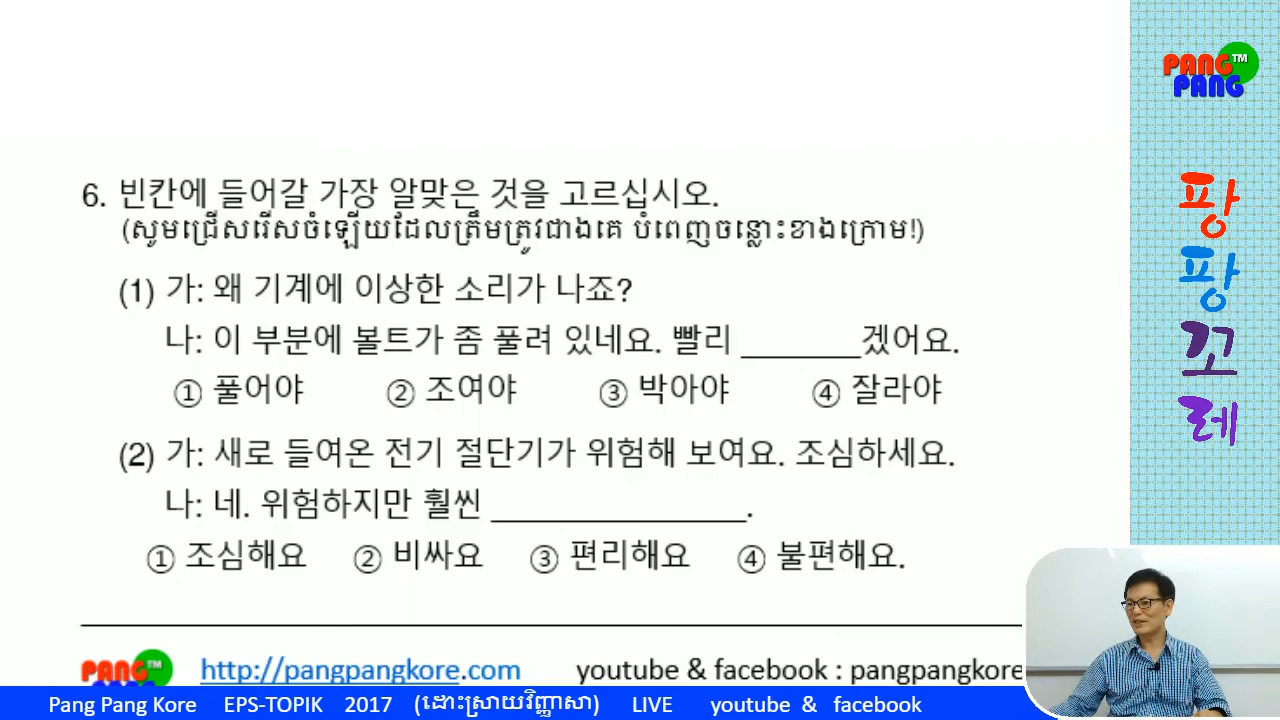 PANG™
PANG
팡
팡
꼬
레
6. 빈칸에 들어갈 가장 알맞은 것을 고르십시오.
(សូមជ្រើសរើសចំឡើយដែលត្រឹមត្រូវជាងគេ បំពេញចន្លោះខាងក្រោម!)
(1) 가: 왜 기계에 이상한 소리가 나죠?
나: 이 부분에 볼트가 좀 풀려 있네요. 빨리 _______겠어요.
① 풀어야 ② 조여야 ③ 박아야 ④ 잘라야
(2) 가: 새로 들여온 전기 절단기가 위험해 보여요. 조심하세요.
나: 네. 위험하지만 훨씬 _______________.
① 조심해요 ② 비싸요 ③ 편리해요 ④ 불편해요.
PANG™ http://pangpangkore.com youtube & facebook : pangpangkore
Pang Pang Kore EPS-TOPIK 2017 (ដោះស្រាយវិញ្ញាសា) LIVE youtube & facebook